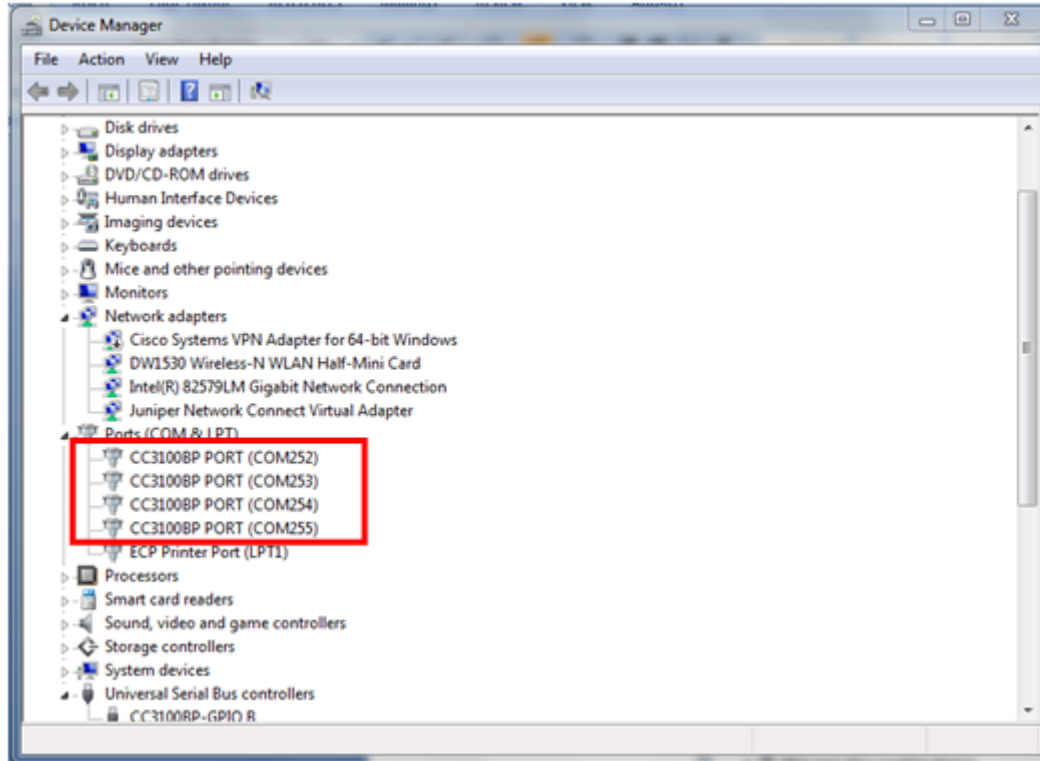 Device Manager
File Action View Help
Disk drives
Display adapters
DVD/CD-ROM drives
Human Interface Devices
Imaging devices
Keyboards
Mice and other pointing devices
Monitors
Network adapters
Cisco Systems VPN Adapter for 64-bit Windows
DW1530 Wireless-N WLAN Half-Mini Card
Intel(R) 82579LM Gigabit Network Connection
Juniper Network Connect Virtual Adapter
Ports (COM & LPT)
CC3100BP PORT (COM252)
CC3100BP PORT (COM253)
CC3100BP PORT (COM254)
CC3100BP PORT (COM255)
ECP Printer Port (LPT1)
Processors
Smart card readers
Sound, video and game controllers
Storage controllers
System devices
Universal Serial Bus controllers
CC3100BP-GPIO B